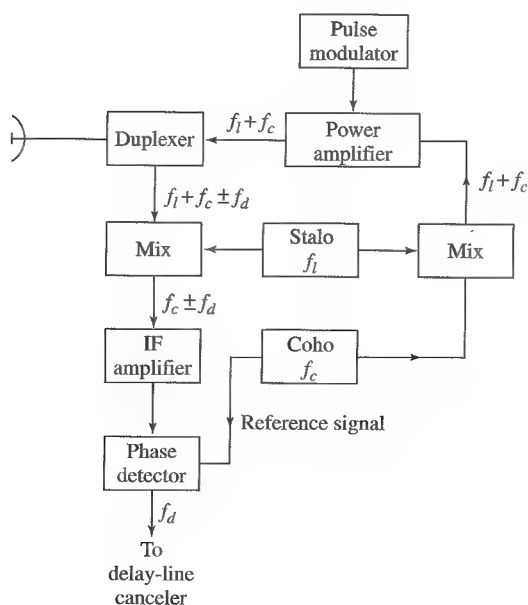 Pulse
modulator
Duplexer
f_l + f_c
Power
amplifier
f_l + f_c
f_l + f_c ± f_d
Mix
Stalo
f_l
Mix
f_c ± f_d
IF
amplifier
Coho
f_c
Reference signal
Phase
detector
f_d
To
delay-line
canceler